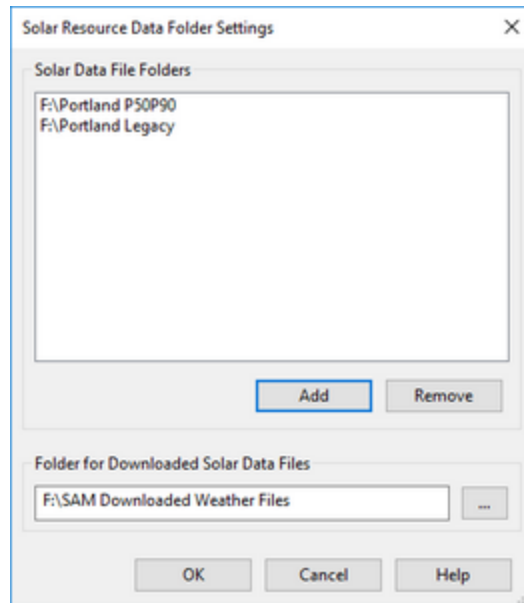 Solar Resource Data Folder Settings
Solar Data File Folders
F:\Portland P50P90
F:\Portland Legacy
Add
Remove
Folder for Downloaded Solar Data Files
F:\SAM Downloaded Weather Files
...
OK
Cancel
Help